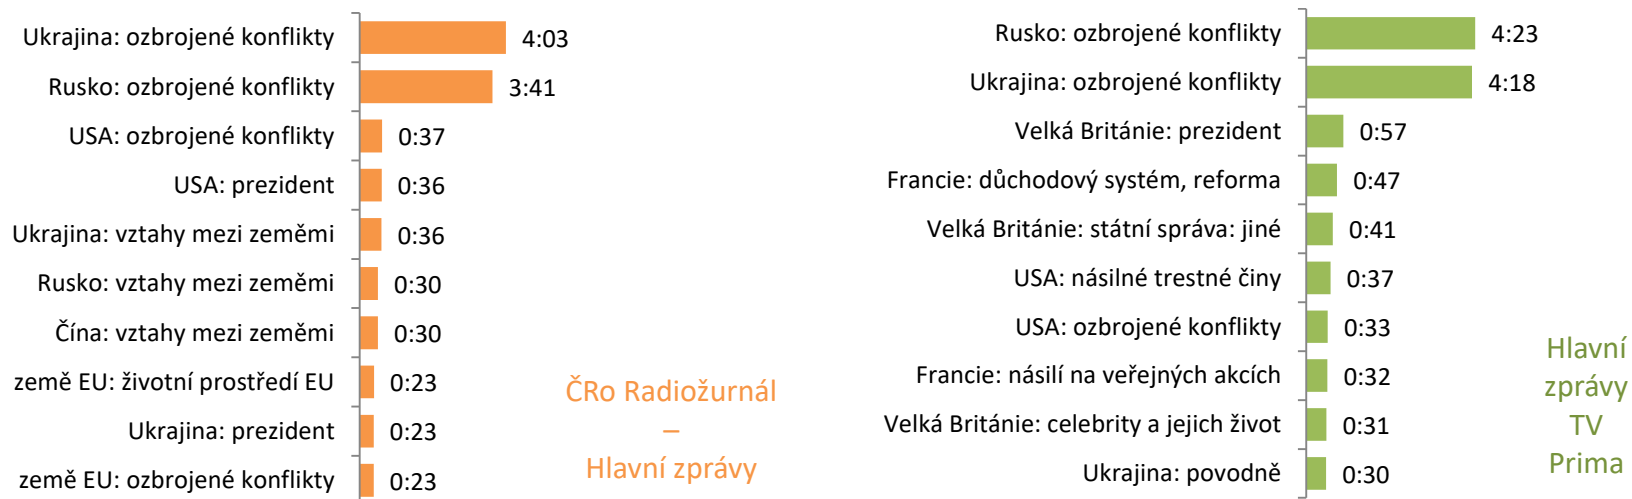 Ukrajina: ozbrojené konflikty 4:03
Rusko: ozbrojené konflikty 3:41
USA: ozbrojené konflikty 0:37
USA: prezident 0:36
Ukrajina: vztahy mezi zeměmi 0:36
Rusko: vztahy mezi zeměmi 0:30
Čína: vztahy mezi zeměmi 0:30
země EU: životní prostředí EU 0:23
Ukrajina: prezident 0:23
země EU: ozbrojené konflikty 0:23
ČRo Radiožurnál
–
Hlavní zprávy
Rusko: ozbrojené konflikty 4:23
Ukrajina: ozbrojené konflikty 4:18
Velká Británie: prezident 0:57
Francie: důchodový systém, reforma 0:47
Velká Británie: státní správa: jiné 0:41
USA: násilné trestné činy 0:37
USA: ozbrojené konflikty 0:33
Francie: násilí na veřejných akcích 0:32
Velká Británie: celebrity a jejich život 0:31
Ukrajina: povodně 0:30
Hlavní
zprávy
TV
Prima